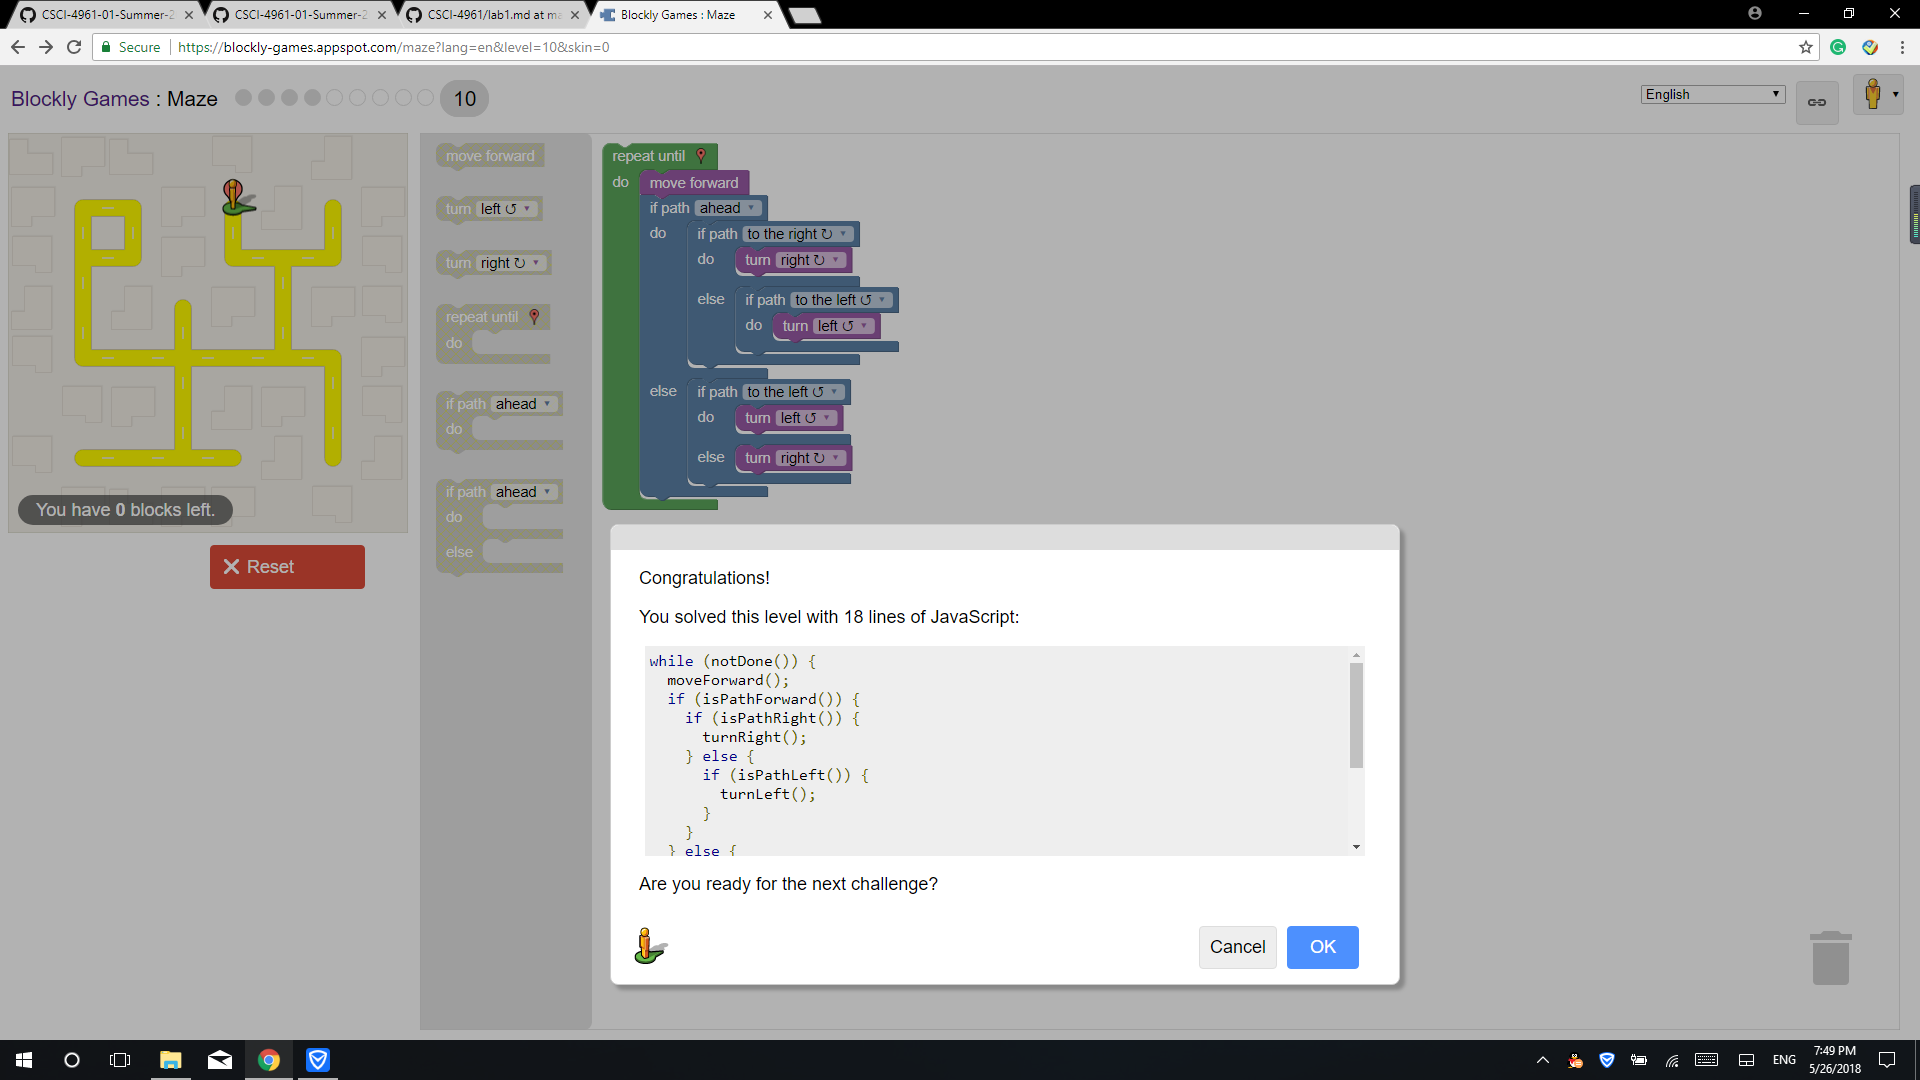 CSCI-4961-01-Summer-2
CSCI-4961-01-Summer-2
CSCI-4961/lab1.md at ma
Blockly Games : Maze
Secure
https://blockly-games.appspot.com/maze?lang=en&level=10&skin=0
Blockly Games : Maze
10
English
move forward
turn left ↺
turn right ↻
repeat until
do
if path ahead
do
if path ahead
do
else
repeat until
do
move forward
if path ahead
do
if path to the right ↻
do
turn right ↻
else
if path to the left ↺
do
turn left ↺
else
if path to the left ↺
do
turn left ↺
else
turn right ↻
You have 0 blocks left.
Reset
Congratulations!
You solved this level with 18 lines of JavaScript:
while (notDone()) {
moveForward();
if (isPathForward()) {
if (isPathRight()) {
turnRight();
} else {
if (isPathLeft()) {
turnLeft();
}
}
} else {
Are you ready for the next challenge?
Cancel
OK
ENG
7:49 PM
5/26/2018